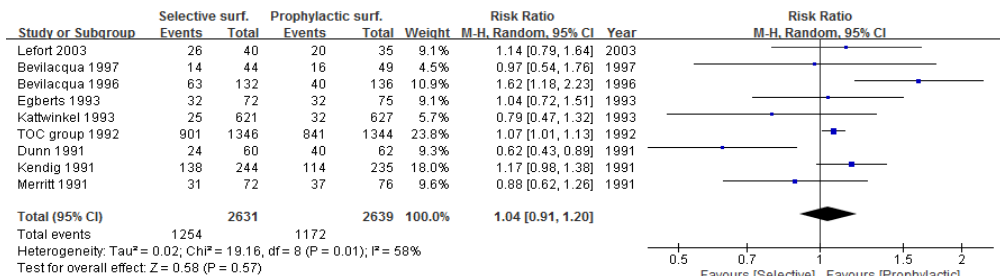 Selective surf. Prophylactic surf. Risk Ratio Risk Ratio
Study or Subgroup Events Total Events Total Weight M-H, Random, 95% CI Year M-H, Random, 95% CI
Lefort 2003 26 40 20 35 9.1% 1.14 [0.79, 1.64] 2003
Bevilacqua 1997 14 44 16 49 4.5% 0.97 [0.54, 1.76] 1997
Bevilacqua 1996 63 132 40 136 10.9% 1.62 [1.18, 2.23] 1996
Egberts 1993 32 72 32 75 9.1% 1.04 [0.72, 1.51] 1993
Kattwinkel 1993 25 621 32 627 5.5% 0.79 [0.47, 1.32] 1993
TOC group 1992 901 1346 841 1344 23.8% 1.07 [1.01, 1.13] 1992
Dunn 1991 24 60 40 62 9.6% 0.62 [0.43, 0.89] 1991
Kendig 1991 138 244 114 235 18.0% 1.17 [0.98, 1.38] 1991
Merritt 1991 31 72 37 76 9.6% 0.88 [0.62, 1.26] 1991
Total (95% CI) 2631 2639 100.0% 1.04 [0.91, 1.20]
Total events 1254 1172
Heterogeneity: Tau² = 0.02; Chi² = 19.16, df = 8 (P = 0.01); I² = 58%
Test for overall effect: Z = 0.58 (P = 0.57)
0.5 0.7 1 1.5 2
Favours [Selective] Favours [Prophylactic]